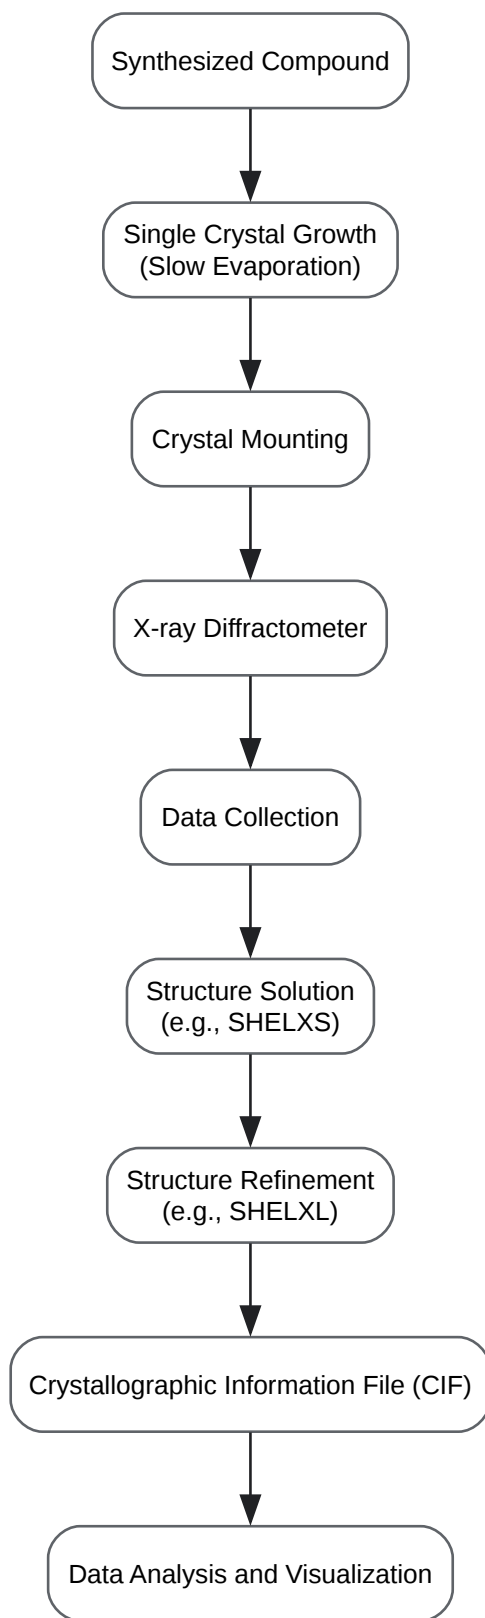 Synthesized Compound
Single Crystal Growth
(Slow Evaporation)
Crystal Mounting
X-ray Diffractometer
Data Collection
Structure Solution
(e.g., SHELXS)
Structure Refinement
(e.g., SHELXL)
Crystallographic Information File (CIF)
Data Analysis and Visualization